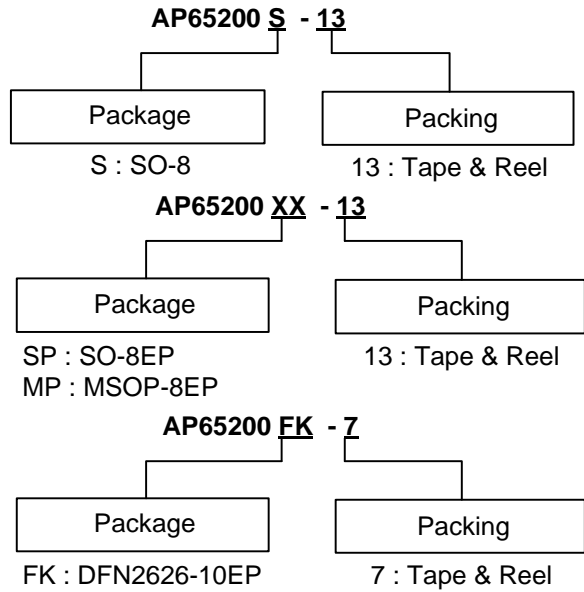 AP65200 S - 13
Package
Packing
S : SO-8
13 : Tape & Reel
AP65200 XX - 13
Package
Packing
SP : SO-8EP
13 : Tape & Reel
MP : MSOP-8EP
AP65200 FK - 7
Package
Packing
FK : DFN2626-10EP
7 : Tape & Reel